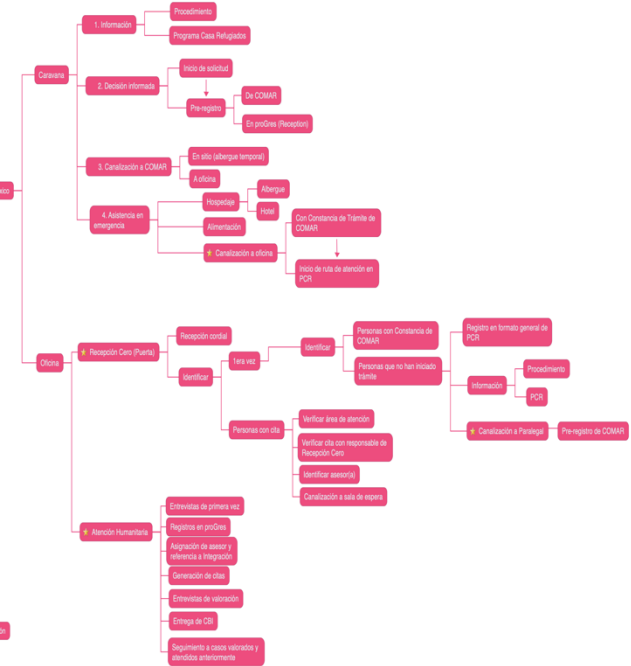 Procedimiento
1. Información
Programa Casa Refugiados
Caravana
Inicio de solicitud
2. Decisión informada
De COMAR
Pre-registro
En proGres (Reception)
En sitio (albergue temporal)
3. Canalización a COMAR
A oficina
Albergue
Hospedaje
Hotel
4. Asistencia en
emergencia
Alimentación
Con Constancia de Trámite de
COMAR
Canalización a oficina
Inicio de ruta de atención en
PCR
xico
Oficina
Recepción Cero (Puerta)
Recepción cordial
Identificar
1era vez
Identificar
Personas con Constancia de
COMAR
Personas que no han iniciado
trámite
Registro en formato general de
PCR
Información
Procedimiento
PCR
Canalización a Paralegal
Pre-registro de COMAR
Personas con cita
Verificar área de atención
Verificar cita con responsable de
Recepción Cero
Identificar asesor(a)
Canalización a sala de espera
Atención Humanitaria
Entrevistas de primera vez
Registros en proGres
Asignación de asesor y
referencia a Integración
Generación de citas
Entrevistas de valoración
Entrega de CBI
Seguimiento a casos valorados y
atendidos anteriormente
ón